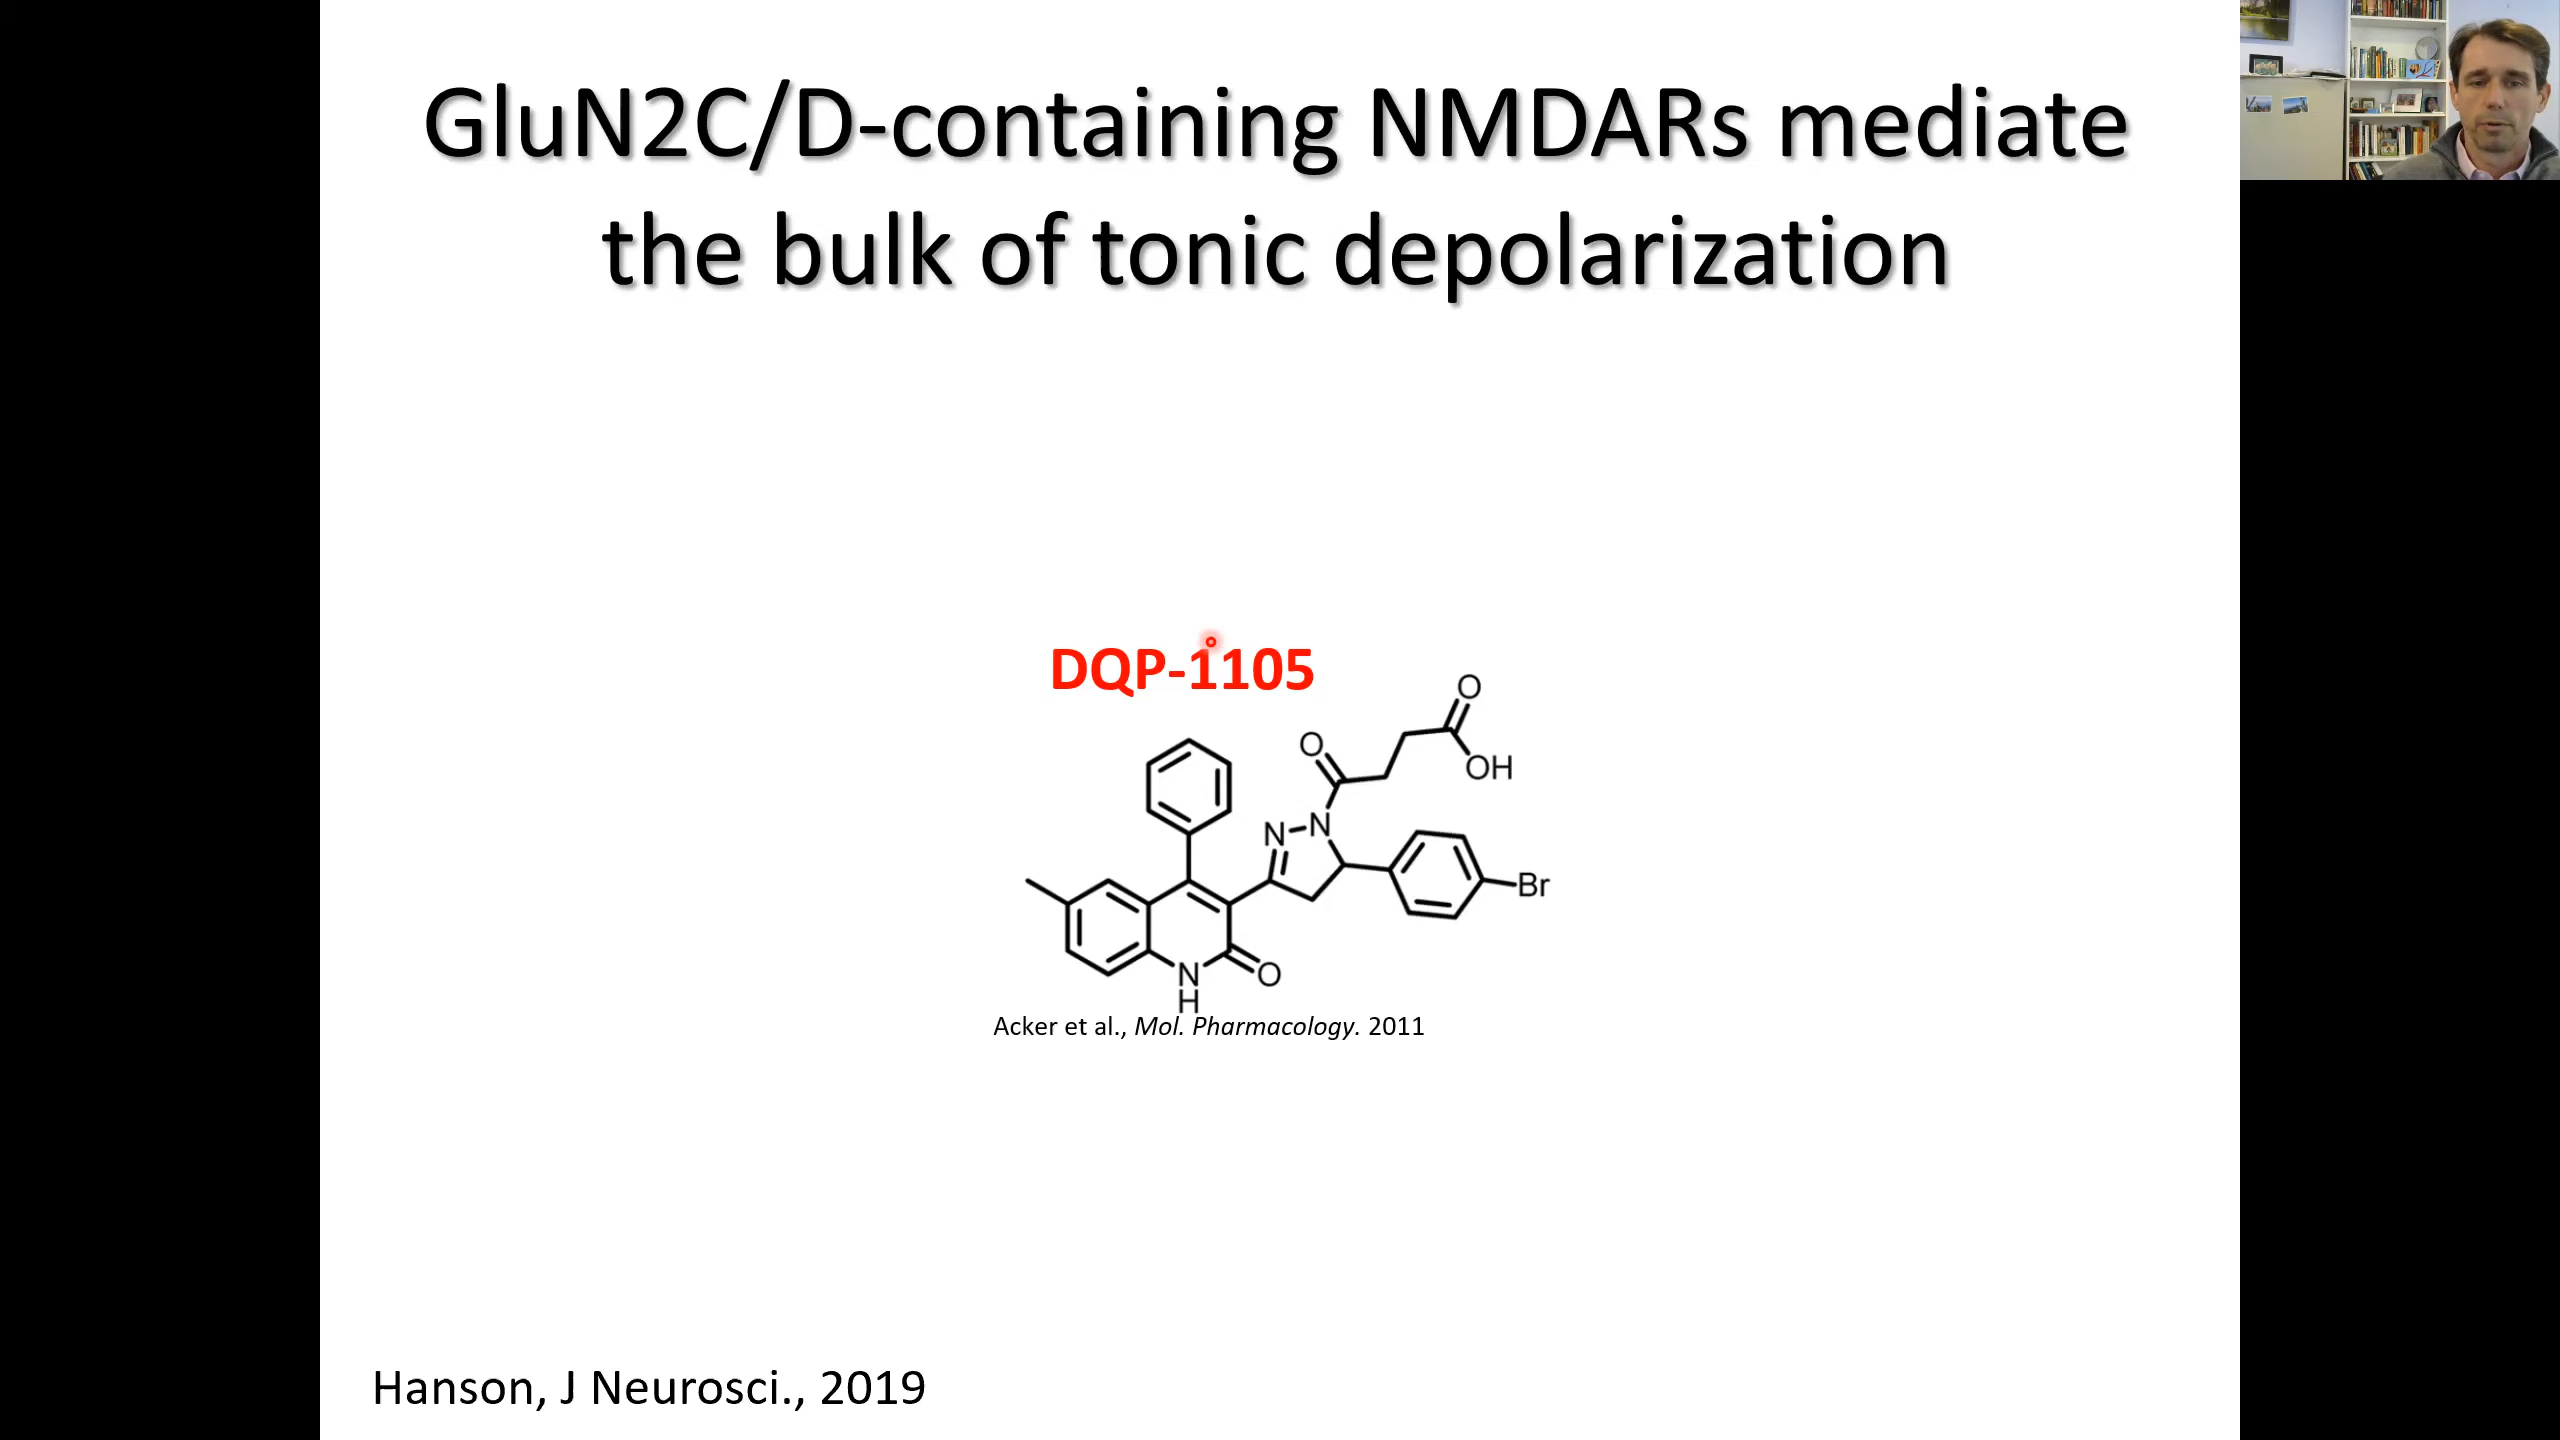 GluN2C/D-containing NMDARs mediate
the bulk of tonic depolarization
DQP-1105
O
O
OH
N
N
Br
N
H
O
Acker et al., Mol. Pharmacology. 2011
Hanson, J Neurosci., 2019